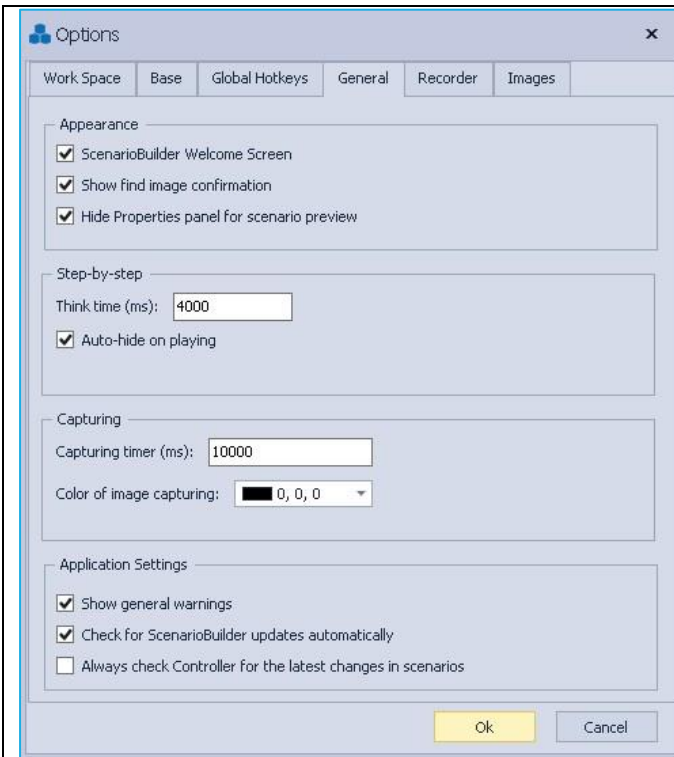 Options
Work Space Base Global Hotkeys General Recorder Images
Appearance
ScenarioBuilder Welcome Screen
Show find image confirmation
Hide Properties panel for scenario preview
Step-by-step
Think time (ms): 4000
Auto-hide on playing
Capturing
Capturing timer (ms): 10000
Color of image capturing: 0, 0, 0
Application Settings
Show general warnings
Check for ScenarioBuilder updates automatically
Always check Controller for the latest changes in scenarios
Ok Cancel